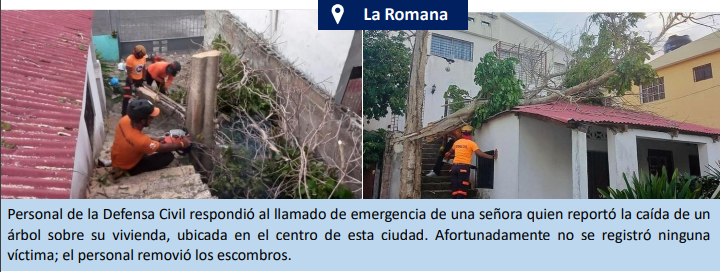 La Romana
Personal de la Defensa Civil respondió al llamado de emergencia de una señora quien reportó la caída de un
árbol sobre su vivienda, ubicada en el centro de esta ciudad. Afortunadamente no se registró ninguna
víctima; el personal removió los escombros.